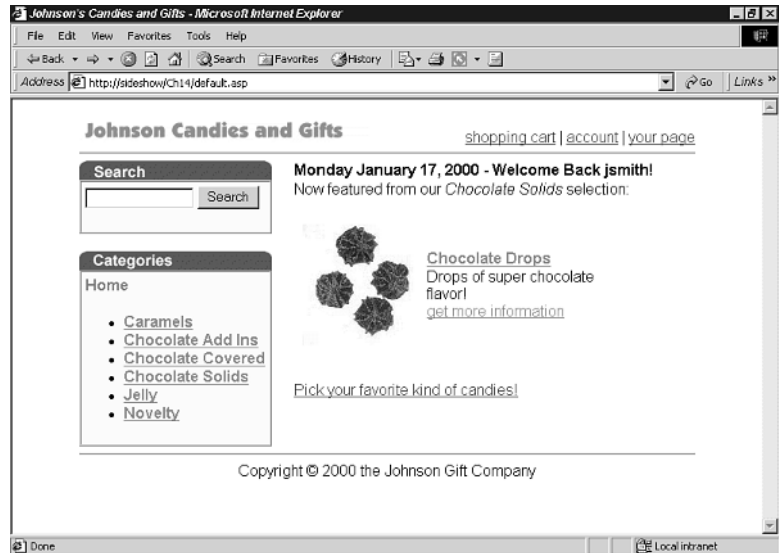 Johnson's Candies and Gifts - Microsoft Internet Explorer
File Edit View Favorites Tools Help
Back Search Favorites History
Address http://sideshow/Ch14/default.asp Go Links »
Johnson Candies and Gifts
shopping cart | account | your page
Search
Search
Monday January 17, 2000 - Welcome Back jsmith!
Now featured from our Chocolate Solids selection:
Categories
Home
• Caramels
• Chocolate Add Ins
• Chocolate Covered
• Chocolate Solids
• Jelly
• Novelty
Chocolate Drops
Drops of super chocolate
flavor!
get more information
Pick your favorite kind of candies!
Copyright © 2000 the Johnson Gift Company
Done Local intranet